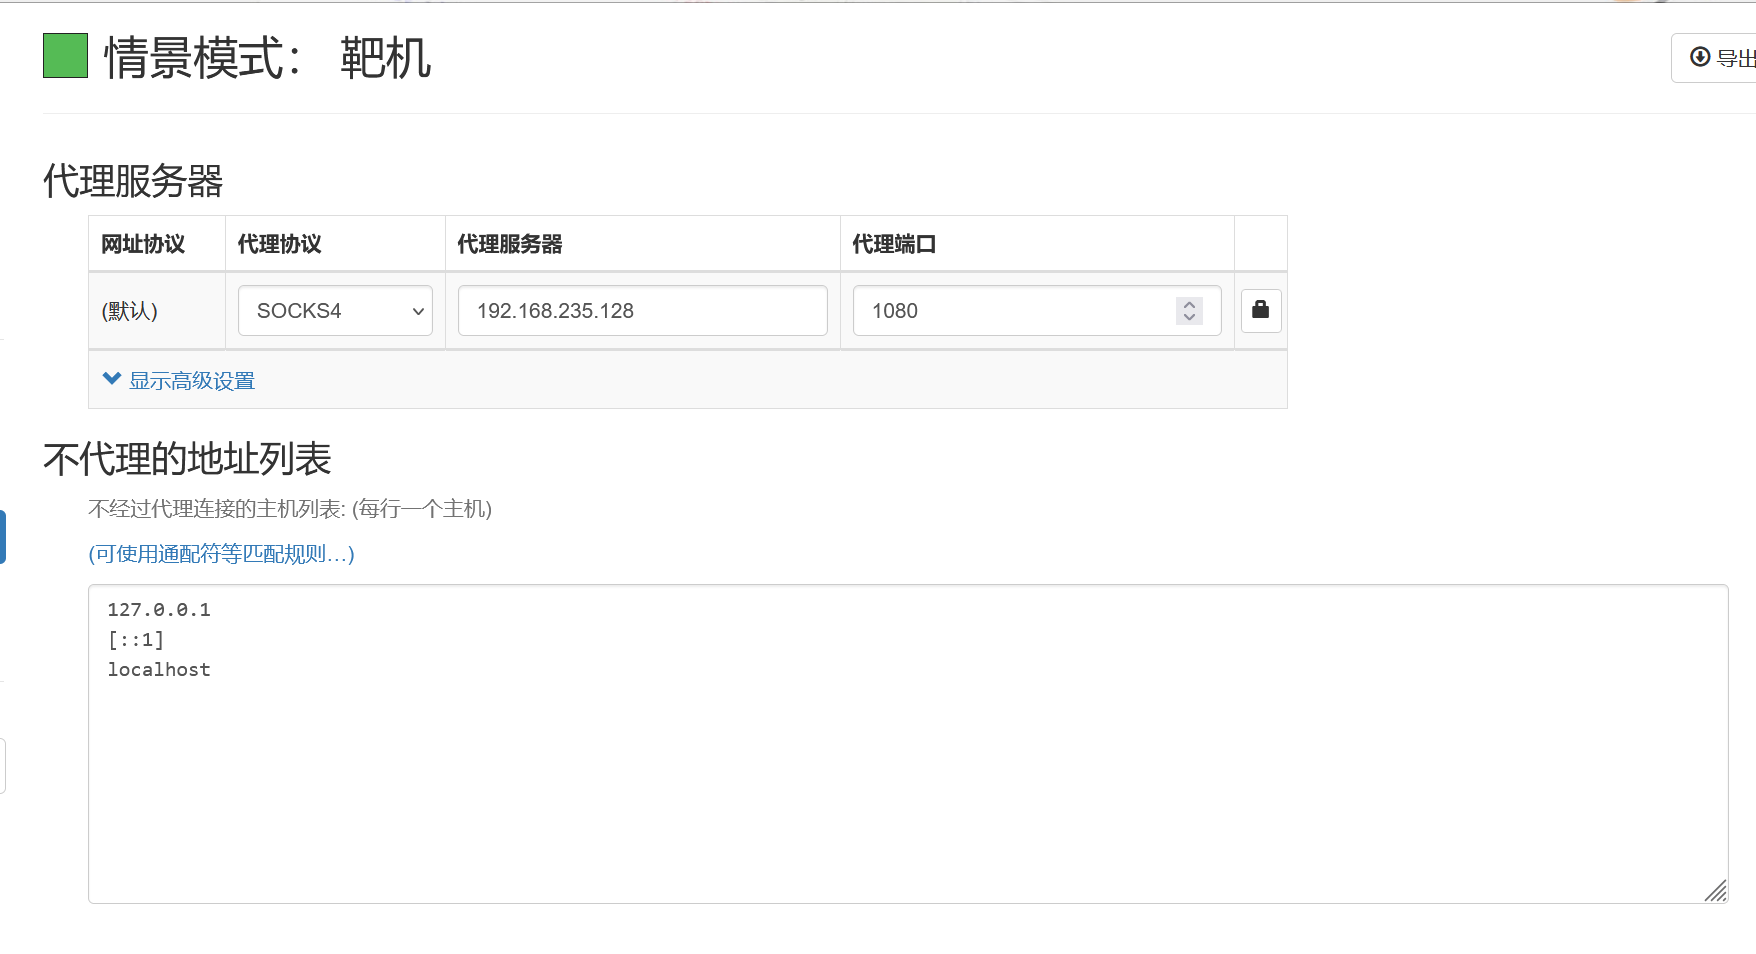 情景模式： 靶机
导出
代理服务器
网址协议 代理协议 代理服务器 代理端口
(默认) SOCKS4 192.168.235.128 1080
显示高级设置
不代理的地址列表
不经过代理连接的主机列表: (每行一个主机)
(可使用通配符等匹配规则…)
127.0.0.1
[::1]
localhost